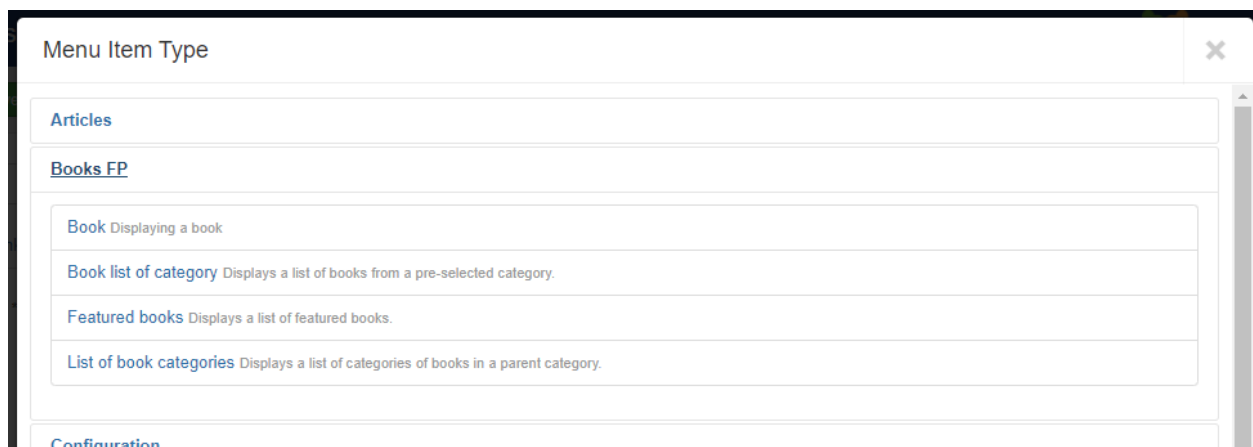 Menu Item Type
Articles
Books FP
Book Displaying a book
Book list of category Displays a list of books from a pre-selected category.
Featured books Displays a list of featured books.
List of book categories Displays a list of categories of books in a parent category.
Configuration